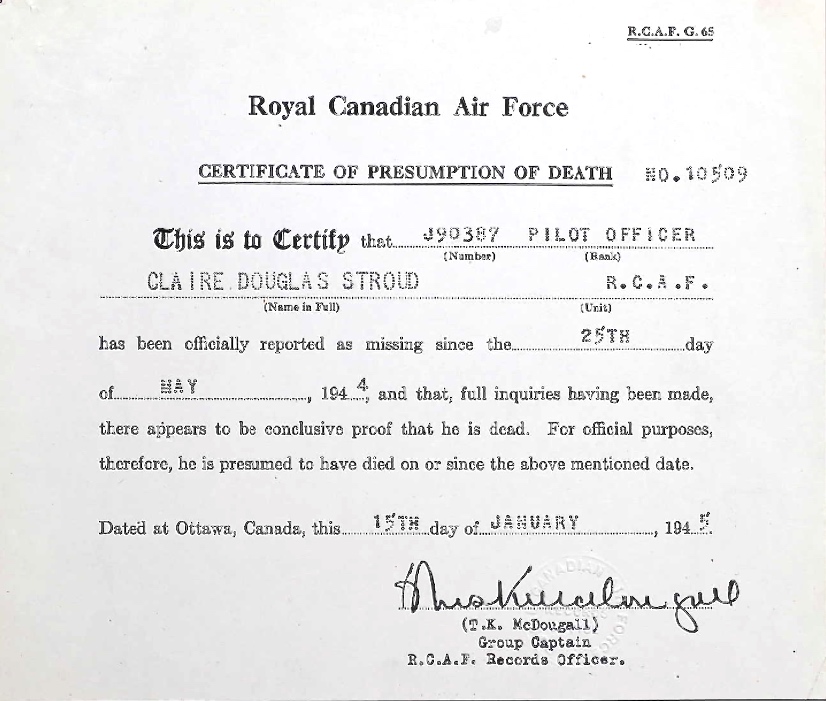 R.C.A.F. G. 65
Royal Canadian Air Force
CERTIFICATE OF PRESUMPTION OF DEATH NO.10509
This is to Certify that J90387 PILOT OFFICER
(Number) (Rank)
CLAIRE DOUGLAS STROUD R.C.A.F.
(Name in Full) (Unit)
has been officially reported as missing since the 25TH day
of MAY, 1944, and that, full inquiries having been made,
there appears to be conclusive proof that he is dead. For official purposes,
therefore, he is presumed to have died on or since the above mentioned date.
Dated at Ottawa, Canada, this 15TH day of JANUARY, 1945.
(T.K. McDougall)
Group Captain
R.C.A.F. Records Officer.